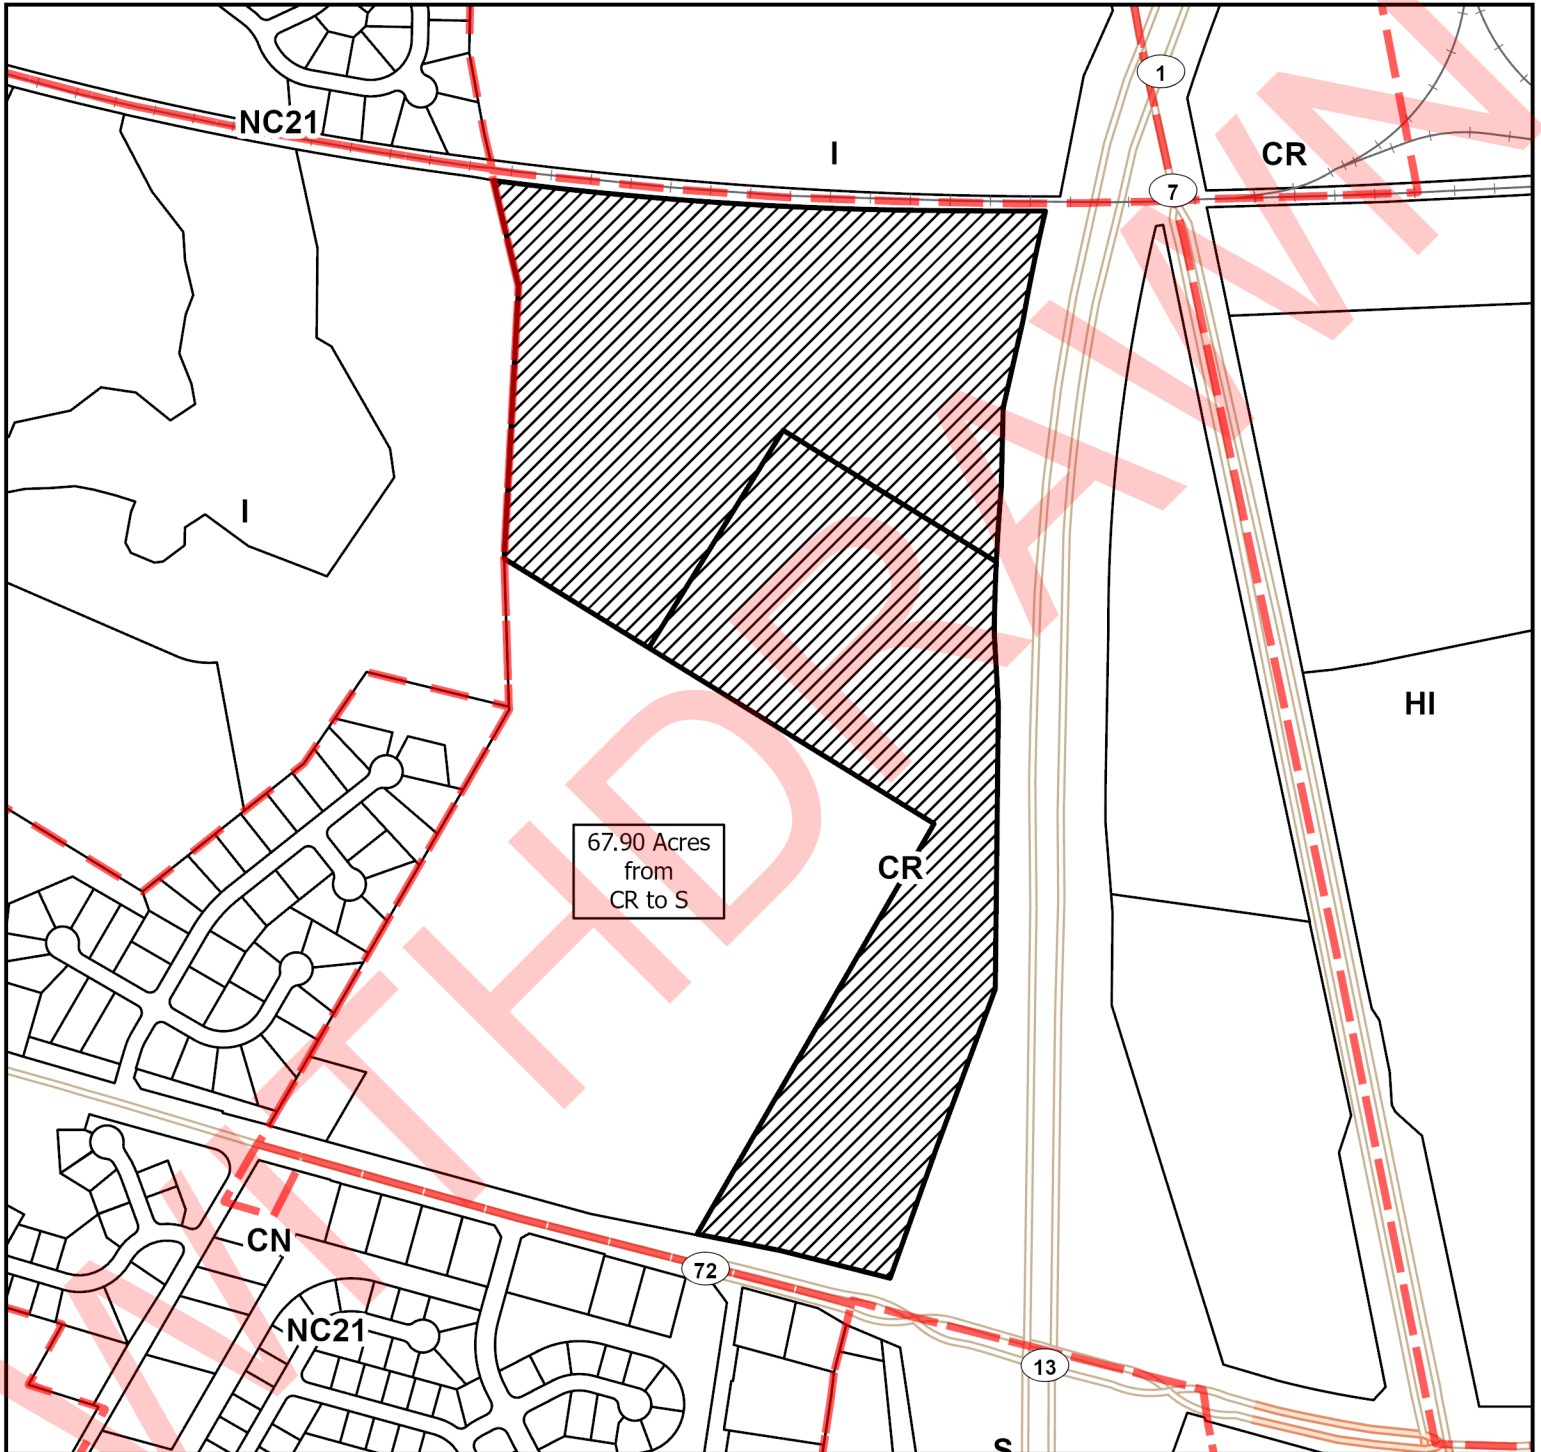 1
NC21
I
CR
7
I
HI
67.90 Acres
from
CR to S
CR
CN
72
NC21
13
S
WITHDRAWN